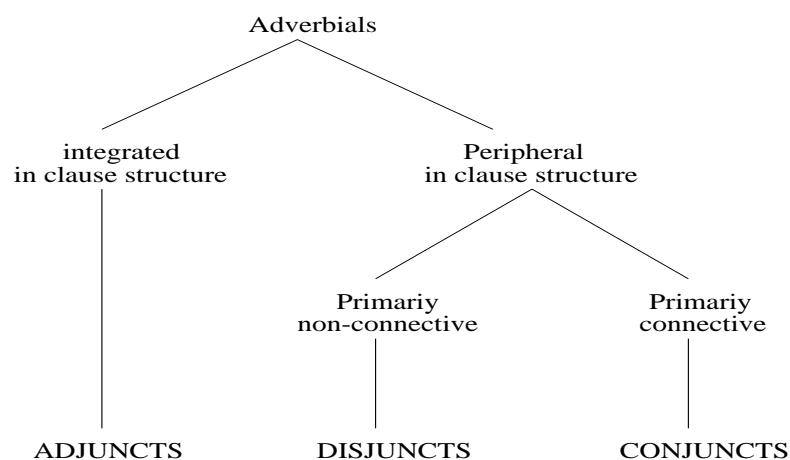 Adverbials
integrated
in clause structure
Peripheral
in clause structure
Primariy
non-connective
Primariy
connective
ADJUNCTS
DISJUNCTS
CONJUNCTS